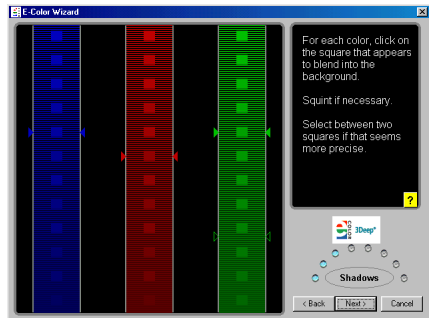 E-Color Wizard
For each color, click on
the square that appears
to blend into the
background.
Squint if necessary.
Select between two
squares if that seems
more precise.
?
COLOR
3Deep®
Shadows
< Back
Next >
Cancel